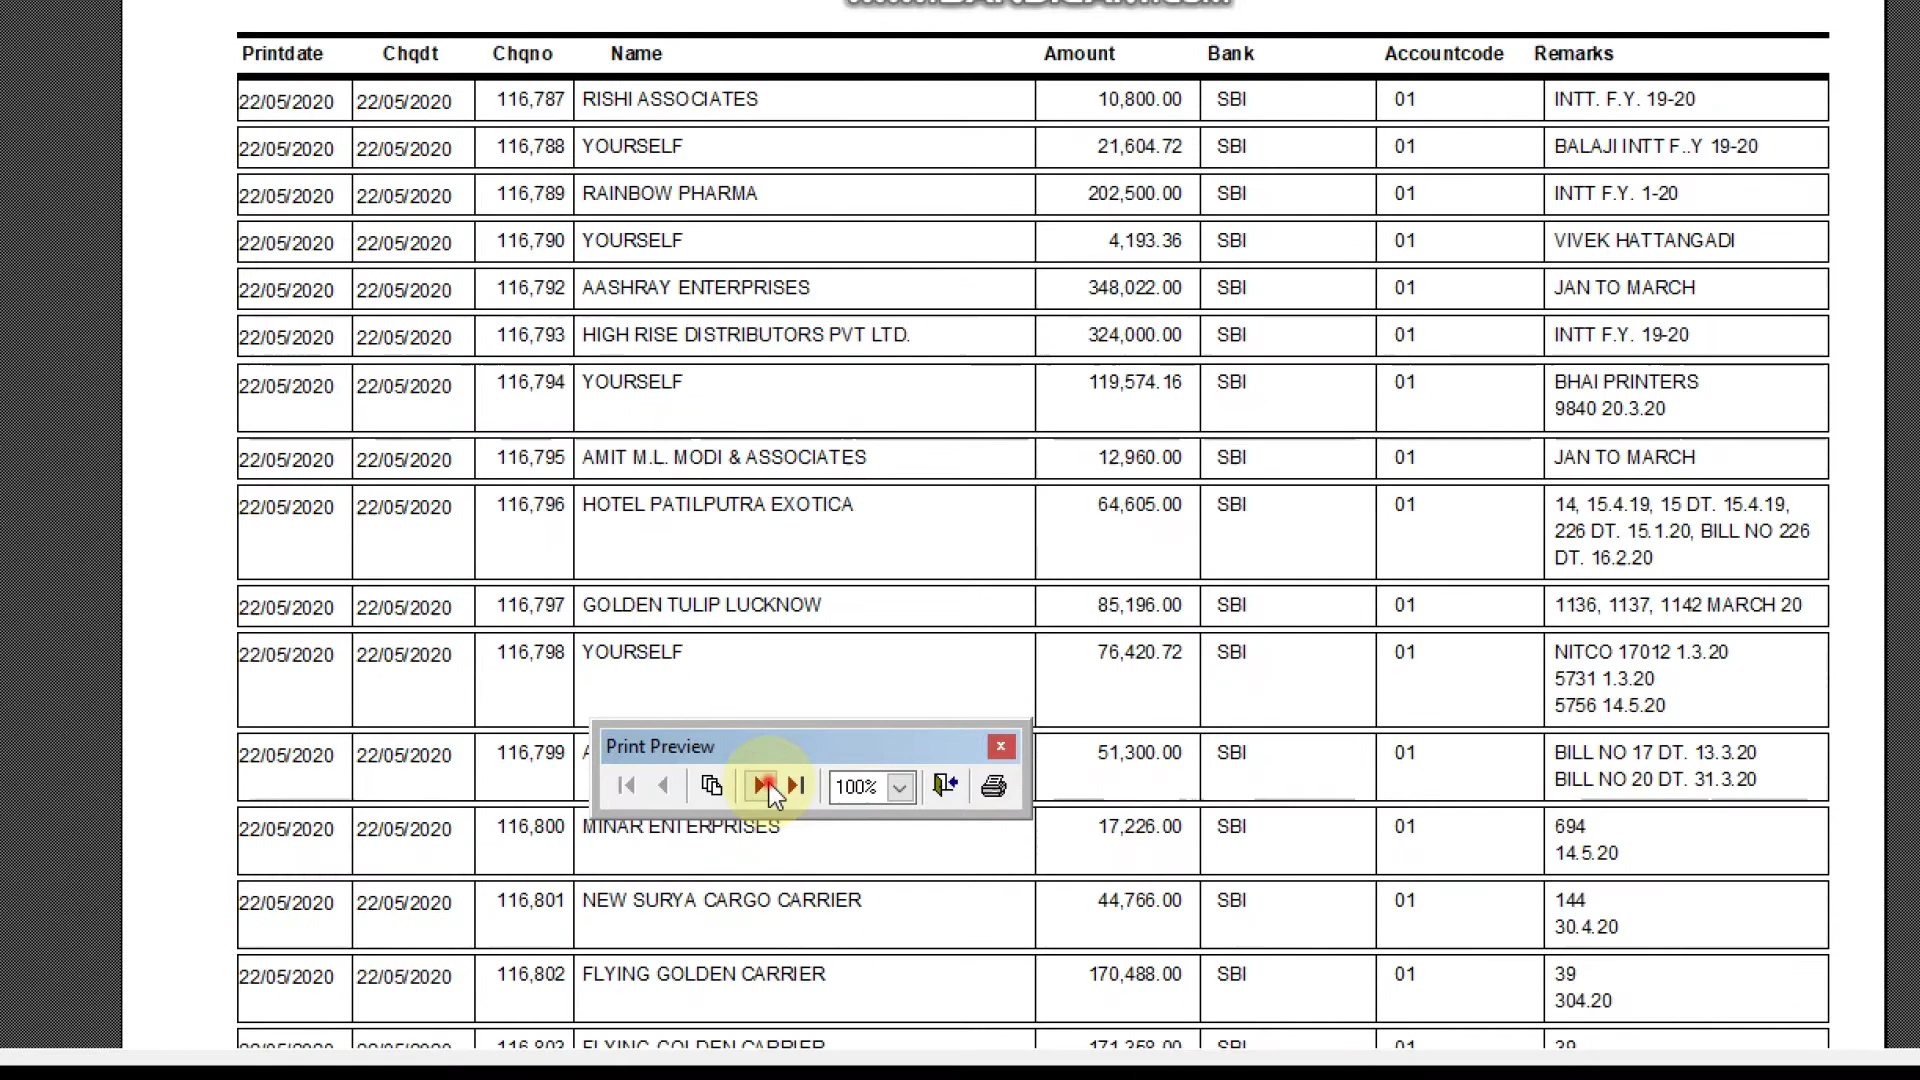 Printdate Chqdt Chqno Name Amount Bank Accountcode Remarks
22/05/2020 22/05/2020 116,787 RISHI ASSOCIATES 10,800.00 SBI 01 INTT. F.Y. 19-20
22/05/2020 22/05/2020 116,788 YOURSELF 21,604.72 SBI 01 BALAJI INTT F..Y 19-20
22/05/2020 22/05/2020 116,789 RAINBOW PHARMA 202,500.00 SBI 01 INTT F.Y. 1-20
22/05/2020 22/05/2020 116,790 YOURSELF 4,193.36 SBI 01 VIVEK HATTANGADI
22/05/2020 22/05/2020 116,792 AASHRAY ENTERPRISES 348,022.00 SBI 01 JAN TO MARCH
22/05/2020 22/05/2020 116,793 HIGH RISE DISTRIBUTORS PVT LTD. 324,000.00 SBI 01 INTT F.Y. 19-20
22/05/2020 22/05/2020 116,794 YOURSELF 119,574.16 SBI 01 BHAI PRINTERS
9840 20.3.20
22/05/2020 22/05/2020 116,795 AMIT M.L. MODI & ASSOCIATES 12,960.00 SBI 01 JAN TO MARCH
22/05/2020 22/05/2020 116,796 HOTEL PATILPUTRA EXOTICA 64,605.00 SBI 01 14, 15.4.19, 15 DT. 15.4.19,
226 DT. 15.1.20, BILL NO 226
DT. 16.2.20
22/05/2020 22/05/2020 116,797 GOLDEN TULIP LUCKNOW 85,196.00 SBI 01 1136, 1137, 1142 MARCH 20
22/05/2020 22/05/2020 116,798 YOURSELF 76,420.72 SBI 01 NITCO 17012 1.3.20
5731 1.3.20
5756 14.5.20
Print Preview
22/05/2020 22/05/2020 116,799 51,300.00 SBI 01 BILL NO 17 DT. 13.3.20
BILL NO 20 DT. 31.3.20
100%
22/05/2020 22/05/2020 116,800 MINAR ENTERPRISES 17,226.00 SBI 01 694
14.5.20
22/05/2020 22/05/2020 116,801 NEW SURYA CARGO CARRIER 44,766.00 SBI 01 144
30.4.20
22/05/2020 22/05/2020 116,802 FLYING GOLDEN CARRIER 170,488.00 SBI 01 39
304.20
22/05/2020 22/05/2020 116,803 FLYING GOLDEN CARRIER 171,358.00 SBI 01 39